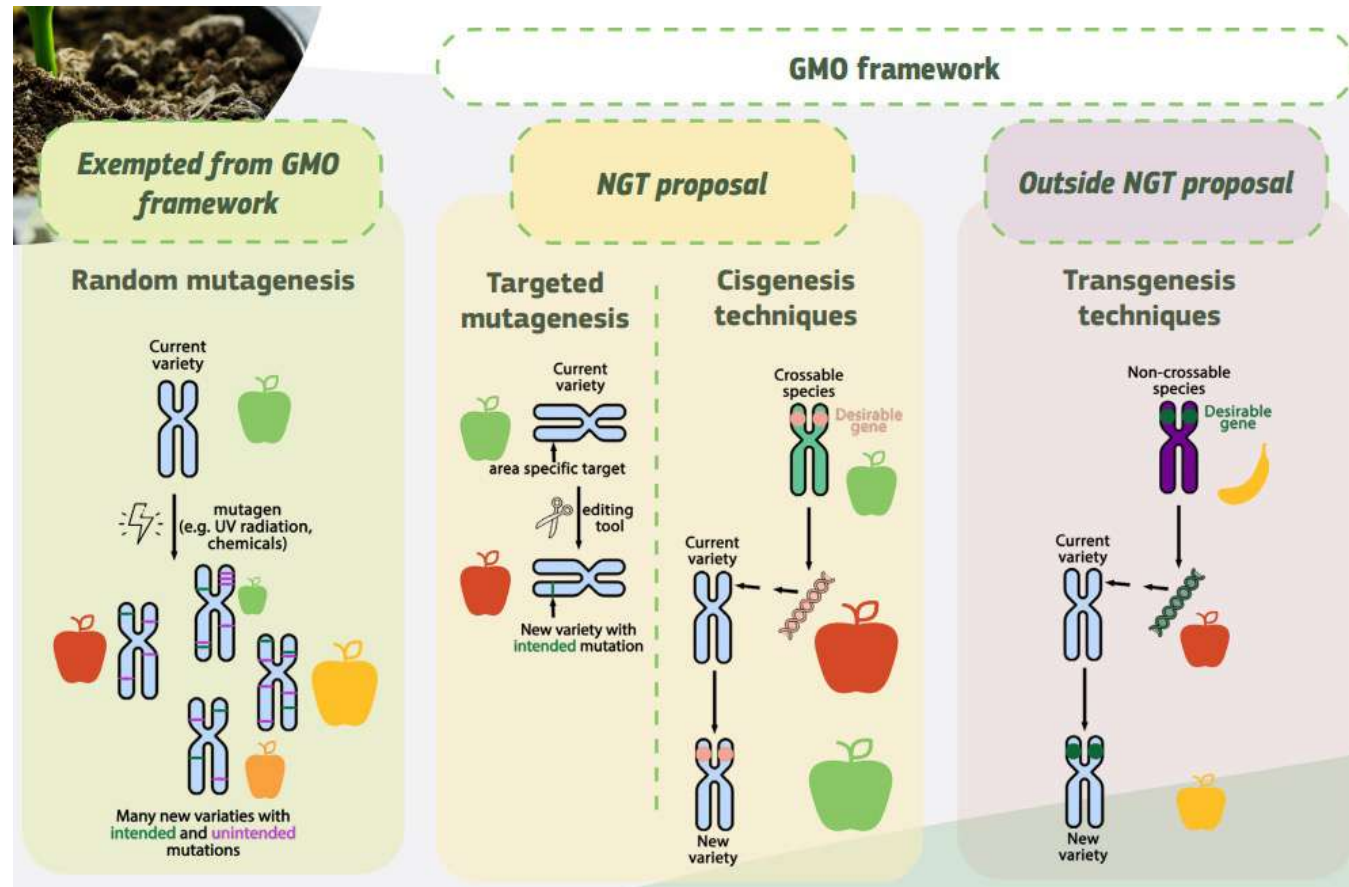 GMO framework
Exempted from GMO
framework
NGT proposal
Outside NGT proposal
Random mutagenesis
Current
variety
mutagen
(e.g. UV radiation,
chemicals)
Many new variaties with
intended and unintended
mutations
Targeted
mutagenesis
Current
variety
area specific target
editing
tool
New variety with
intended mutation
Cisgenesis
techniques
Crossable
species
Desirable
gene
Current
variety
New
variety
Transgenesis
techniques
Non-crossable
species
Desirable
gene
Current
variety
New
variety